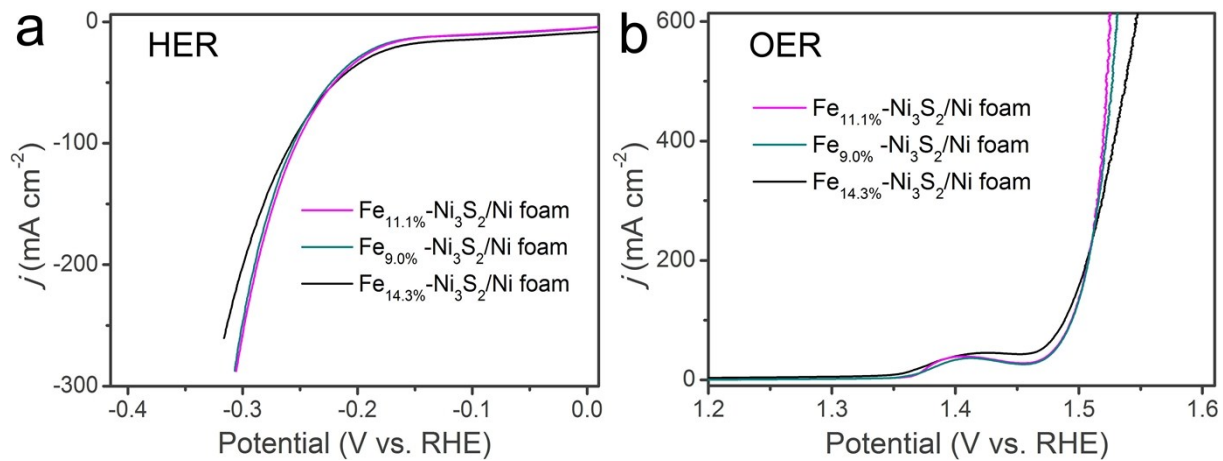 a
HER
0
-100
-200
-300
j (mA cm⁻²)
Fe₁₁.₁%-Ni₃S₂/Ni foam
Fe₉.₀% -Ni₃S₂/Ni foam
Fe₁₄.₃%-Ni₃S₂/Ni foam
-0.4 -0.3 -0.2 -0.1 0.0
Potential (V vs. RHE)
b
OER
600
400
200
0
j (mA cm⁻²)
Fe₁₁.₁%-Ni₃S₂/Ni foam
Fe₉.₀% -Ni₃S₂/Ni foam
Fe₁₄.₃%-Ni₃S₂/Ni foam
1.2 1.3 1.4 1.5 1.6
Potential (V vs. RHE)